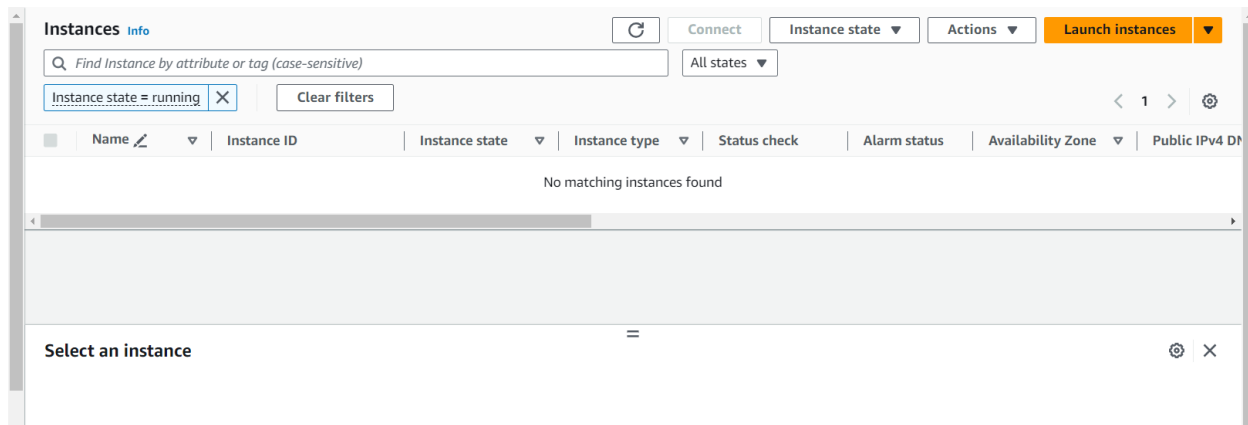 Instances Info Connect Instance state Actions Launch instances
Find Instance by attribute or tag (case-sensitive) All states
Instance state = running Clear filters 1
Name Instance ID Instance state Instance type Status check Alarm status Availability Zone Public IPv4 DN
No matching instances found
Select an instance